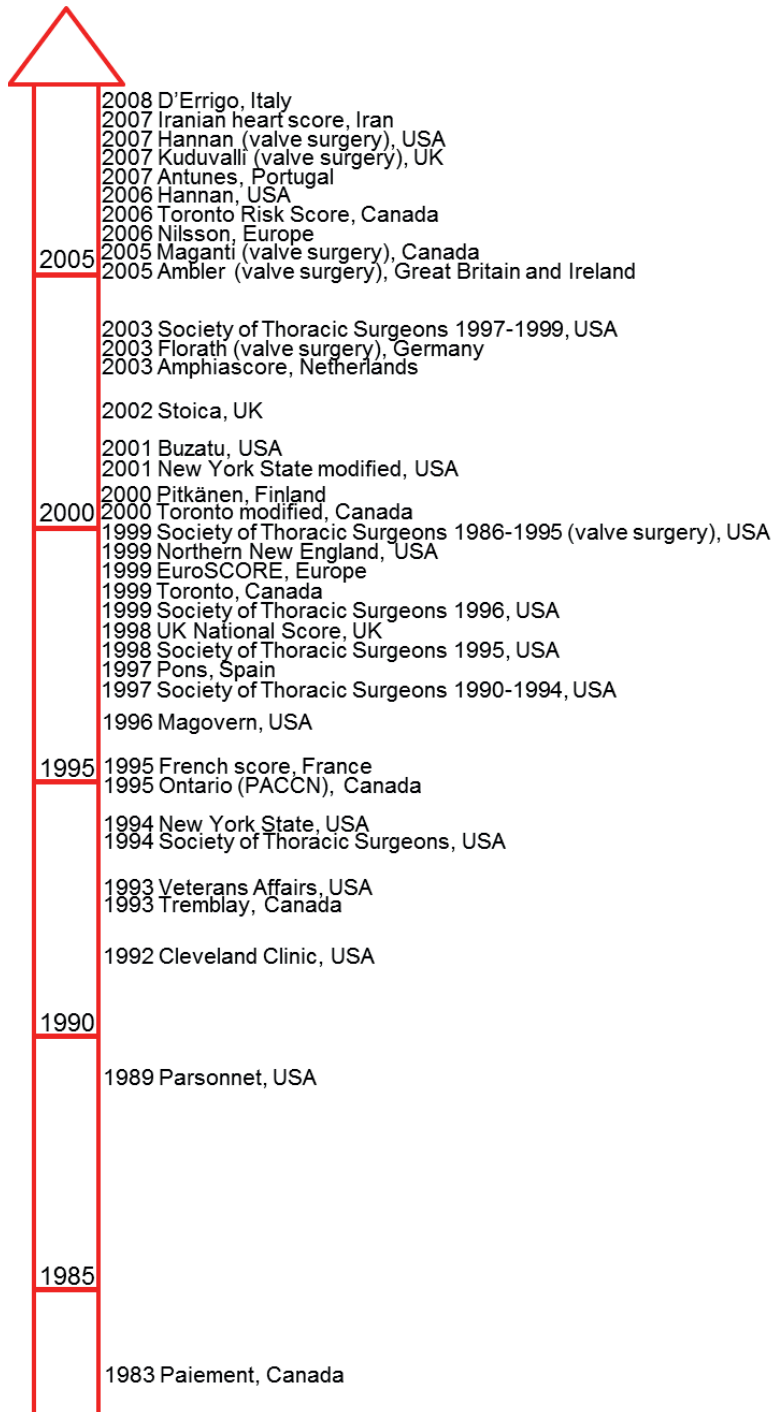 2008 D'Errigo, Italy
2007 Iranian heart score, Iran
2007 Hannan (valve surgery), USA
2007 Kuduvalli (valve surgery), UK
2007 Antunes, Portugal
2006 Hannan, USA
2006 Toronto Risk Score, Canada
2006 Nilsson, Europe
2005 Maganti (valve surgery), Canada
2005
2005 Ambler (valve surgery), Great Britain and Ireland
2003 Society of Thoracic Surgeons 1997-1999, USA
2003 Florath (valve surgery), Germany
2003 Amphiascore, Netherlands
2002 Stoica, UK
2001 Buzatu, USA
2001 New York State modified, USA
2000 Pitkänen, Finland
2000 Toronto modified, Canada
2000
1999 Society of Thoracic Surgeons 1986-1995 (valve surgery), USA
1999 Northern New England, USA
1999 EuroSCORE, Europe
1999 Toronto, Canada
1999 Society of Thoracic Surgeons 1996, USA
1998 UK National Score, UK
1998 Society of Thoracic Surgeons 1995, USA
1997 Pons, Spain
1997 Society of Thoracic Surgeons 1990-1994, USA
1996 Magovern, USA
1995
1995 French score, France
1995 Ontario (PACCN), Canada
1994 New York State, USA
1994 Society of Thoracic Surgeons, USA
1993 Veterans Affairs, USA
1993 Tremblay, Canada
1992 Cleveland Clinic, USA
1990
1989 Parsonnet, USA
1985
1983 Paiement, Canada